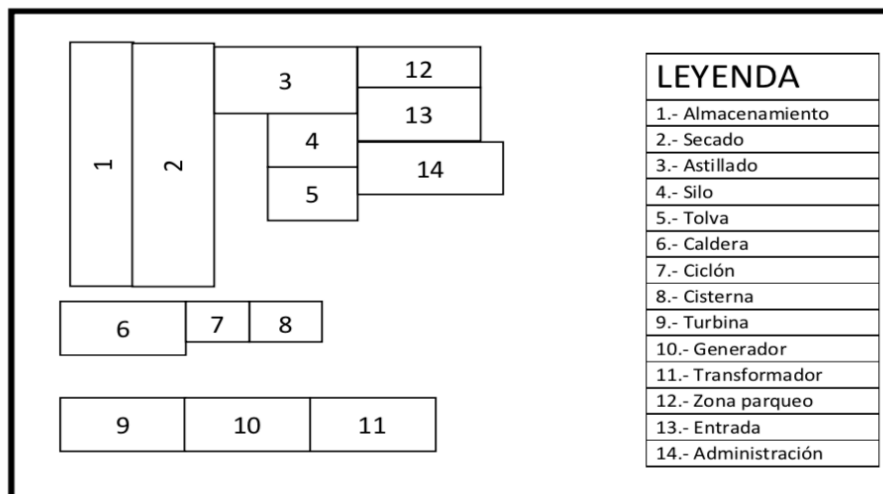 1
2
3
4
5
6
7
8
9
10
11
12
13
14
LEYENDA
1.- Almacenamiento
2.- Secado
3.- Astillado
4.- Silo
5.- Tolva
6.- Caldera
7.- Ciclón
8.- Cisterna
9.- Turbina
10.- Generador
11.- Transformador
12.- Zona parqueo
13.- Entrada
14.- Administración